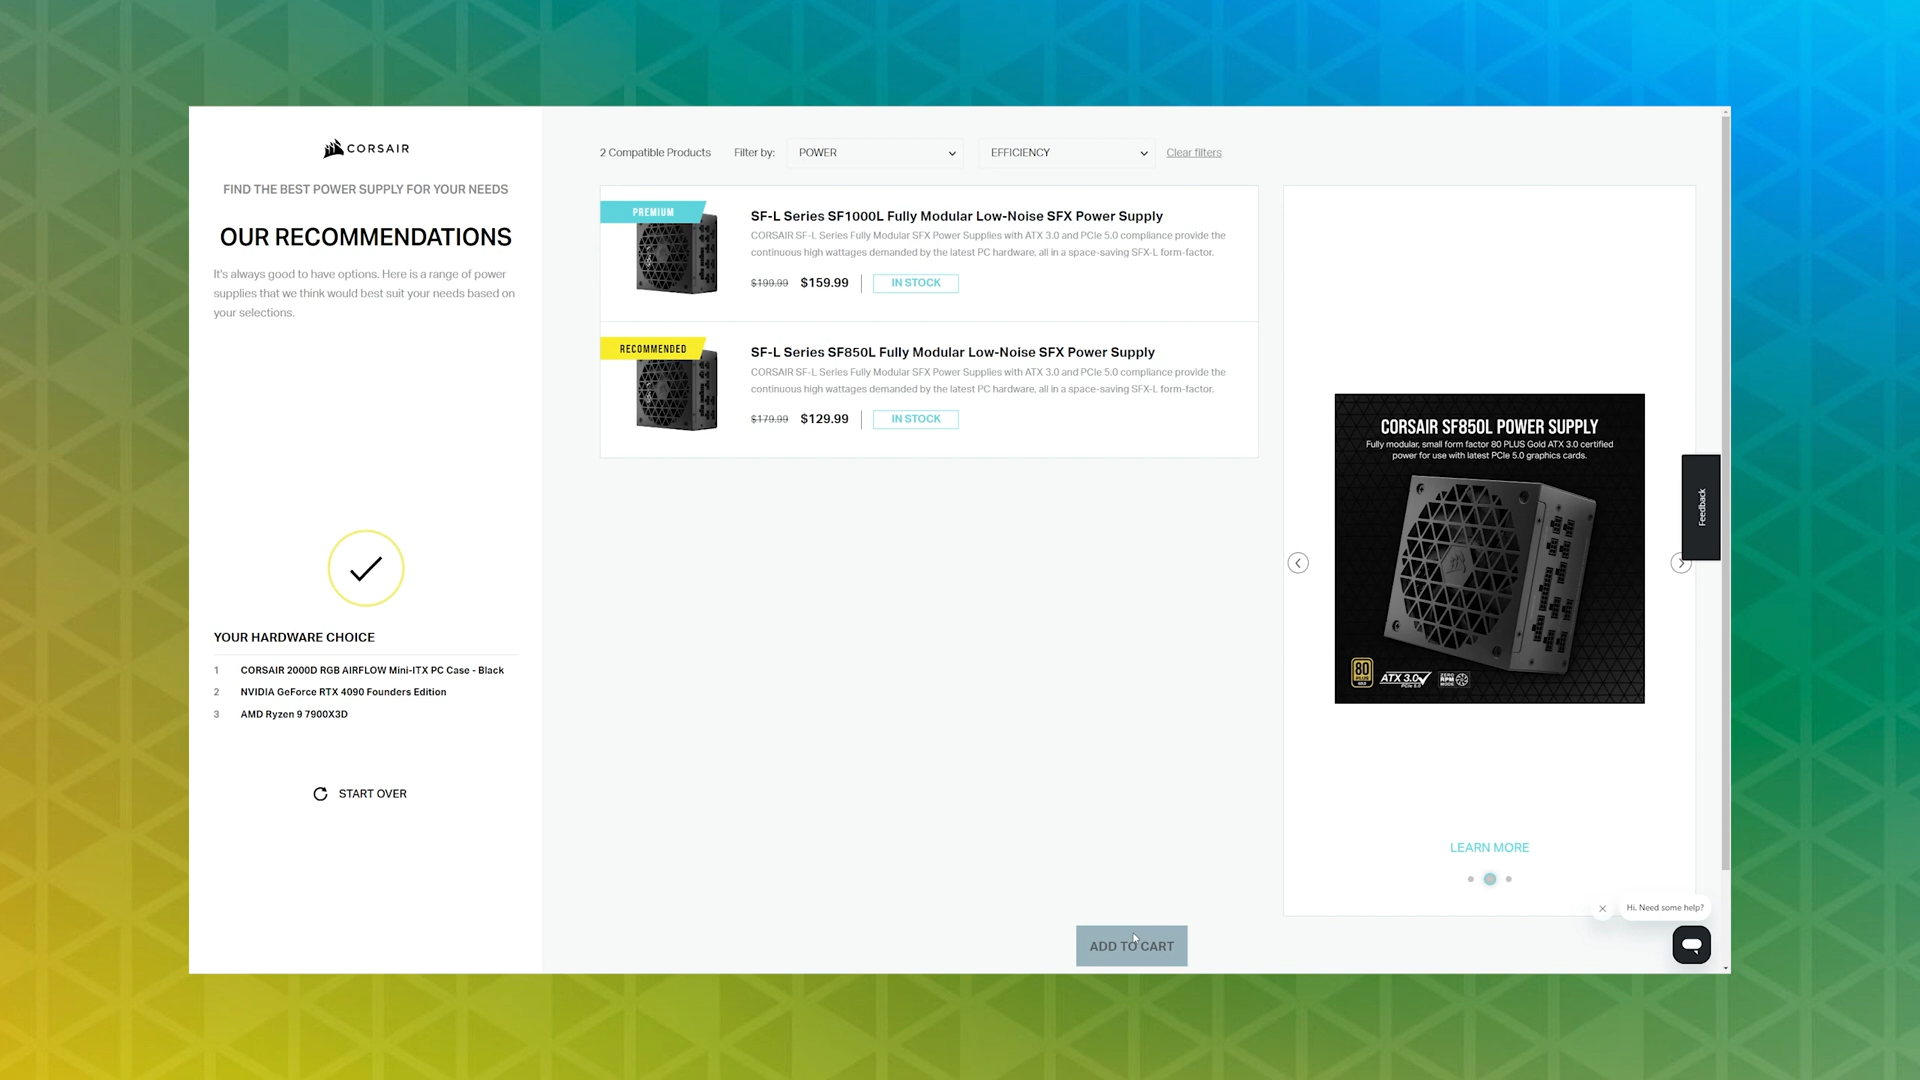 CORSAIR
FIND THE BEST POWER SUPPLY FOR YOUR NEEDS
OUR RECOMMENDATIONS
It's always good to have options. Here is a range of power
supplies that we think would best suit your needs based on
your selections.
YOUR HARDWARE CHOICE
1 CORSAIR 2000D RGB AIRFLOW Mini-ITX PC Case - Black
2 NVIDIA GeForce RTX 4090 Founders Edition
3 AMD Ryzen 9 7900X3D
START OVER
2 Compatible Products Filter by: POWER EFFICIENCY Clear filters
PREMIUM
SF-L Series SF1000L Fully Modular Low-Noise SFX Power Supply
CORSAIR SF-L Series Fully Modular SFX Power Supplies with ATX 3.0 and PCIe 5.0 compliance provide the
continuous high wattages demanded by the latest PC hardware, all in a space-saving SFX-L form-factor.
$199.99 $159.99 IN STOCK
RECOMMENDED
SF-L Series SF850L Fully Modular Low-Noise SFX Power Supply
CORSAIR SF-L Series Fully Modular SFX Power Supplies with ATX 3.0 and PCIe 5.0 compliance provide the
continuous high wattages demanded by the latest PC hardware, all in a space-saving SFX-L form-factor.
$179.99 $129.99 IN STOCK
CORSAIR SF850L POWER SUPPLY
Fully modular, small form factor 80 PLUS Gold ATX 3.0 certified
power for use with latest PCIe 5.0 graphics cards.
80
PLUS
GOLD
ATX 3.0
PCIe 5.0
ZERO
RPM
MODE
Feedback
LEARN MORE
Hi. Need some help?
ADD TO CART